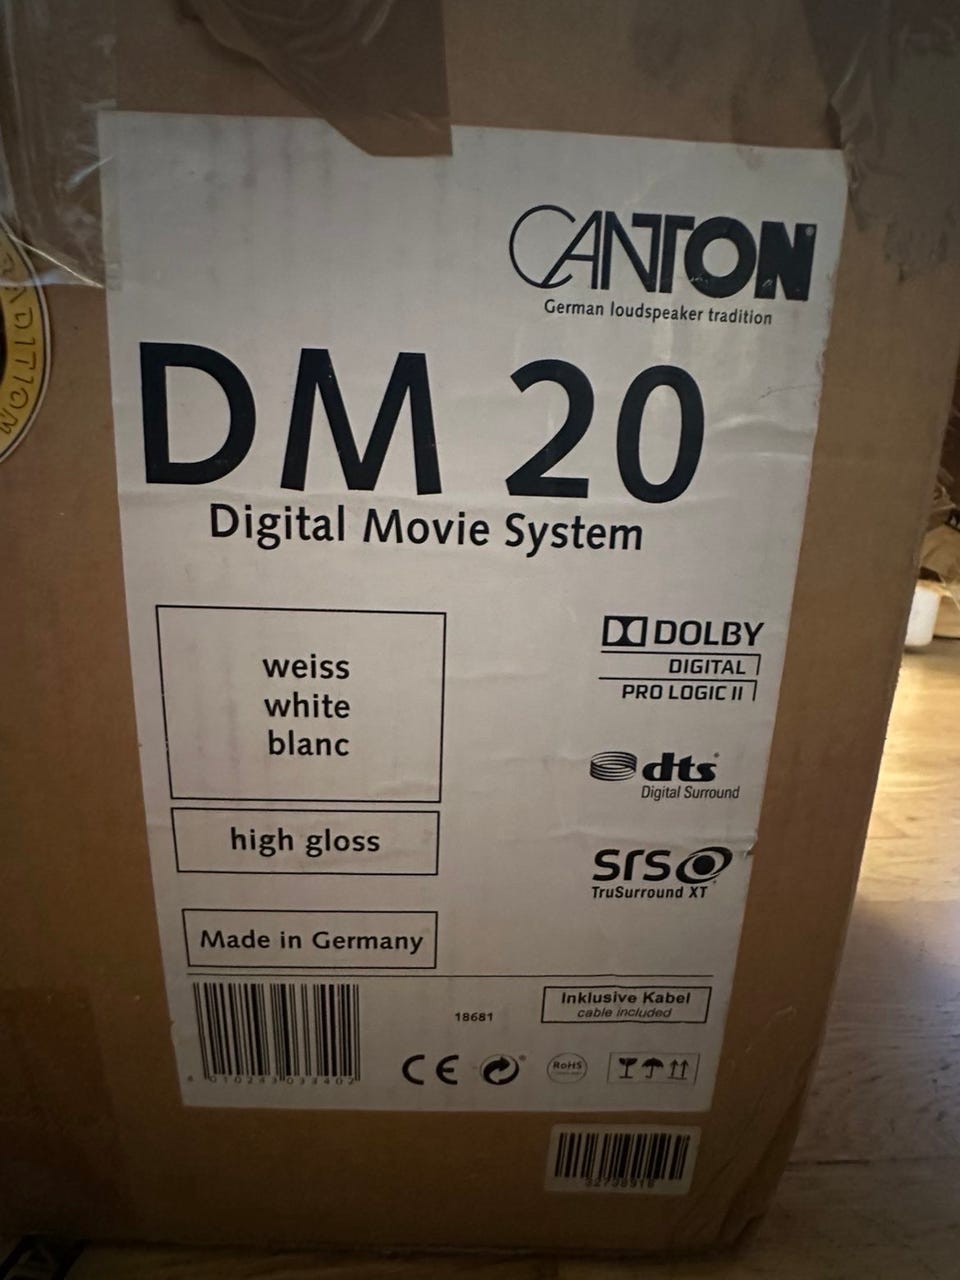 CANTON
German loudspeaker tradition
DM 20
Digital Movie System
weiss
white
blanc
high gloss
Made in Germany
DOLBY
DIGITAL
PRO LOGIC II
dts
Digital Surround
SRS
TruSurround XT
18681
Inklusive Kabel
cable included
CE
RoHS
ADITION